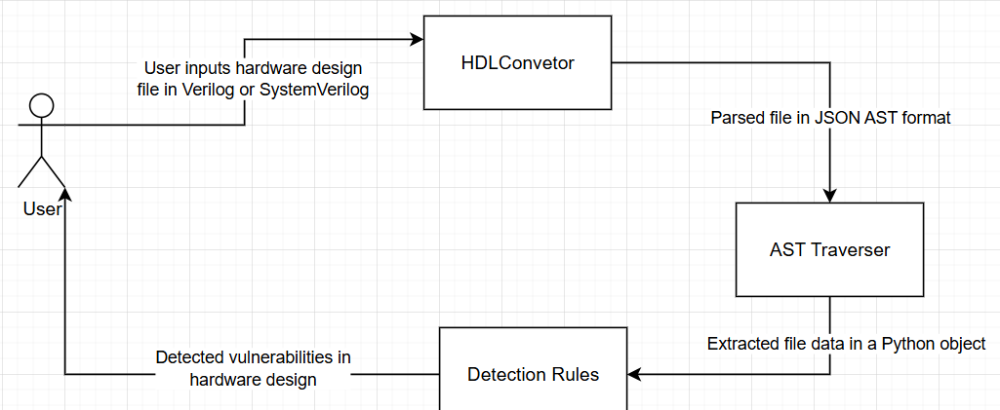 User inputs hardware design
file in Verilog or SystemVerilog
HDLConvetor
Parsed file in JSON AST format
User
AST Traverser
Extracted file data in a Python object
Detected vulnerabilities in
hardware design
Detection Rules